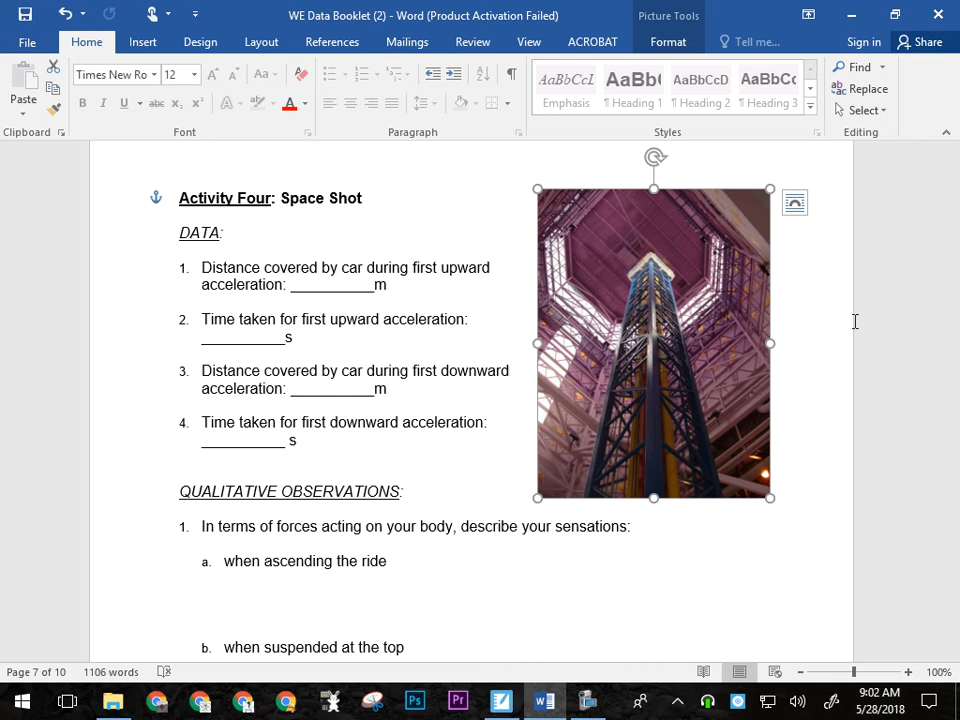 WE Data Booklet (2) - Word (Product Activation Failed)
Picture Tools
File
Home
Insert
Design
Layout
References
Mailings
Review
View
ACROBAT
Format
Tell me...
Sign in
Share
Paste
Clipboard
Times New Ro
12
Font
Paragraph
AaBbCcL
Emphasis
AaBb(
¶ Heading 1
AaBbCcD
¶ Heading 2
AaBbCc
¶ Heading 3
Styles
Find
Replace
Select
Editing
Activity Four: Space Shot
DATA:
1. Distance covered by car during first upward
acceleration: __________m
2. Time taken for first upward acceleration:
__________s
3. Distance covered by car during first downward
acceleration: __________m
4. Time taken for first downward acceleration:
__________ s
QUALITATIVE OBSERVATIONS:
1. In terms of forces acting on your body, describe your sensations:
a. when ascending the ride
b. when suspended at the top
Page 7 of 10
1106 words
100%
9:02 AM
5/28/2018